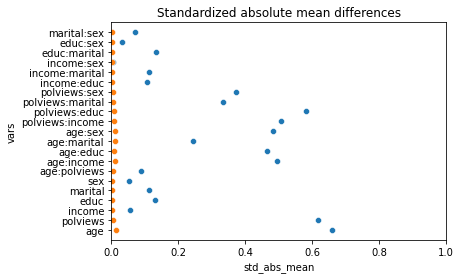 Standardized absolute mean differences
vars
marital:sex
educ:sex
educ:marital
income:sex
income:marital
income:educ
polviews:sex
polviews:marital
polviews:educ
polviews:income
age:sex
age:marital
age:educ
age:income
age:polviews
sex
marital
educ
income
polviews
age
0.0 0.2 0.4 0.6 0.8 1.0
std_abs_mean